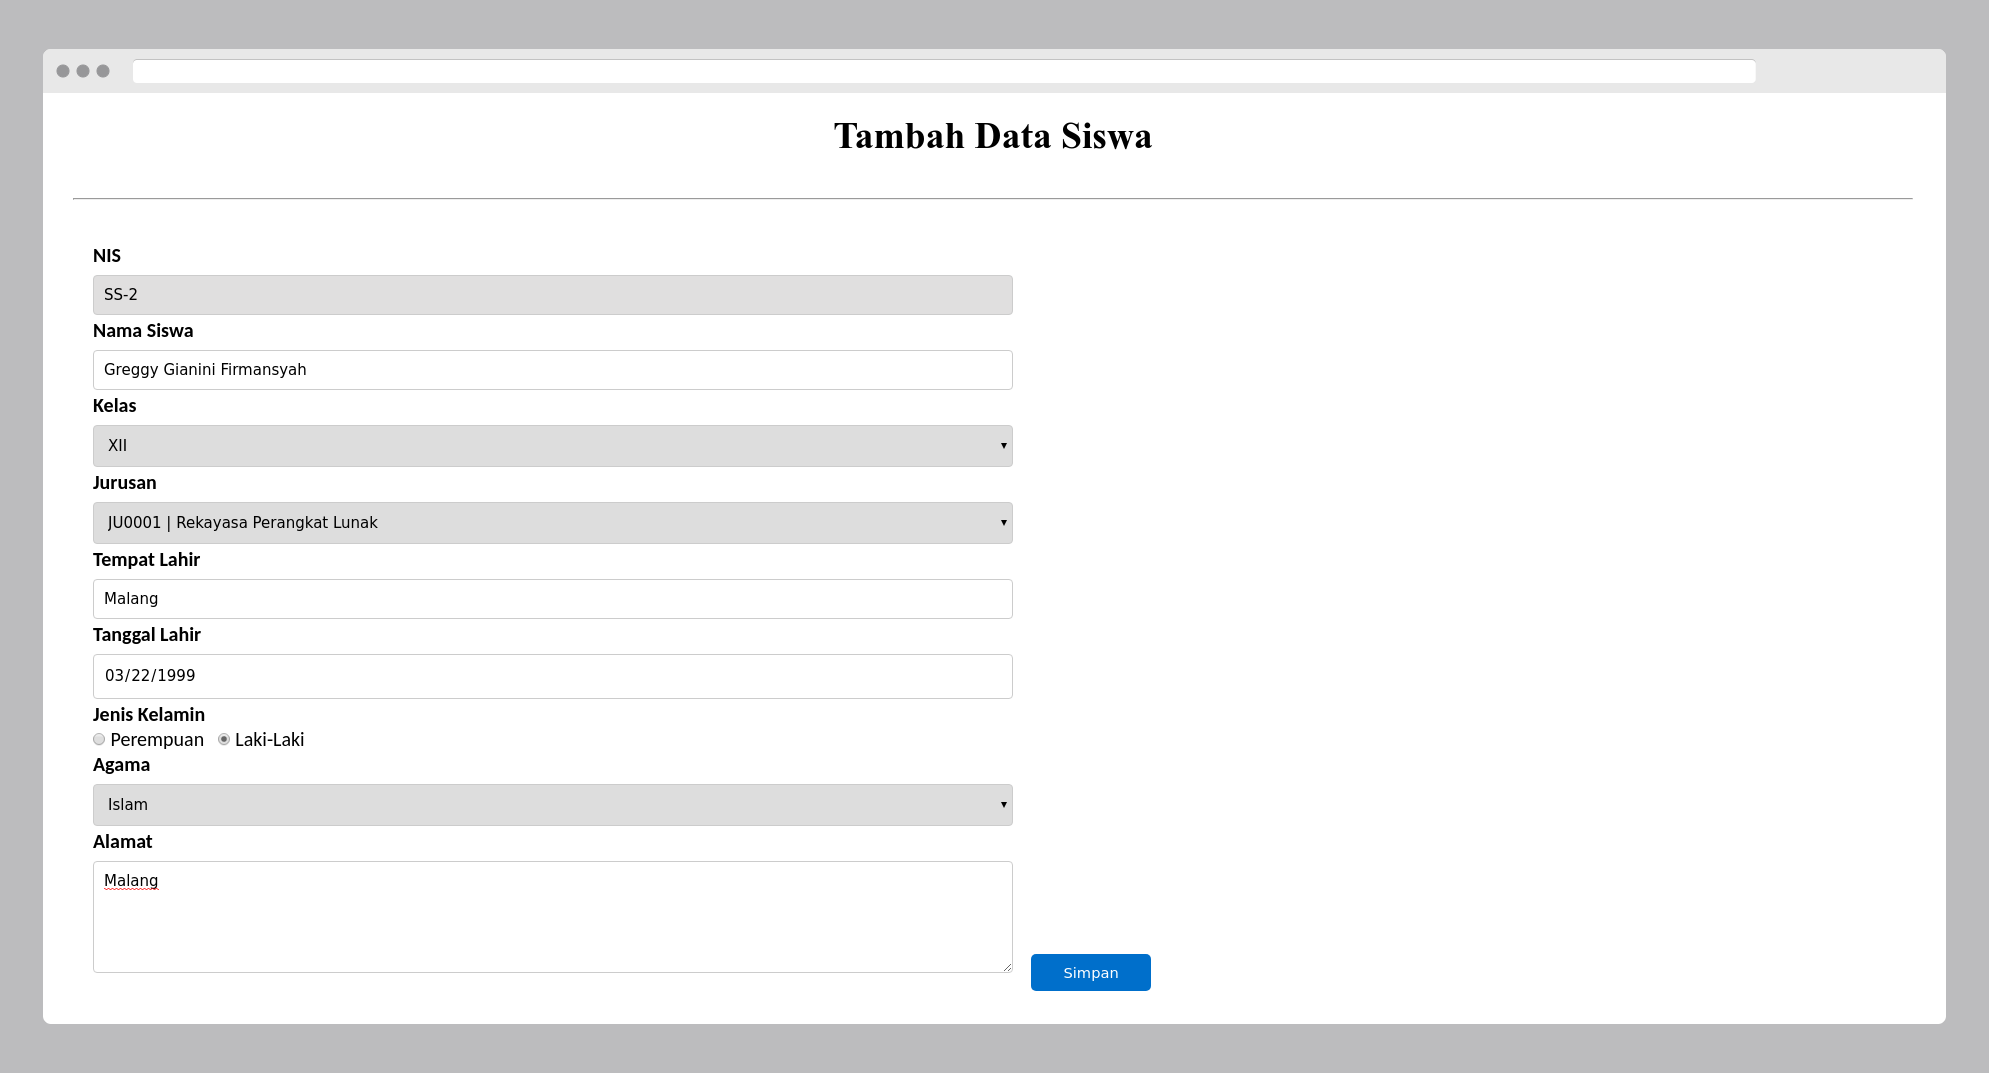 Tambah Data Siswa
NIS
SS-2
Nama Siswa
Greggy Gianini Firmansyah
Kelas
XII
Jurusan
JU0001 | Rekayasa Perangkat Lunak
Tempat Lahir
Malang
Tanggal Lahir
03/22/1999
Jenis Kelamin
Perempuan Laki-Laki
Agama
Islam
Alamat
Malang
Simpan